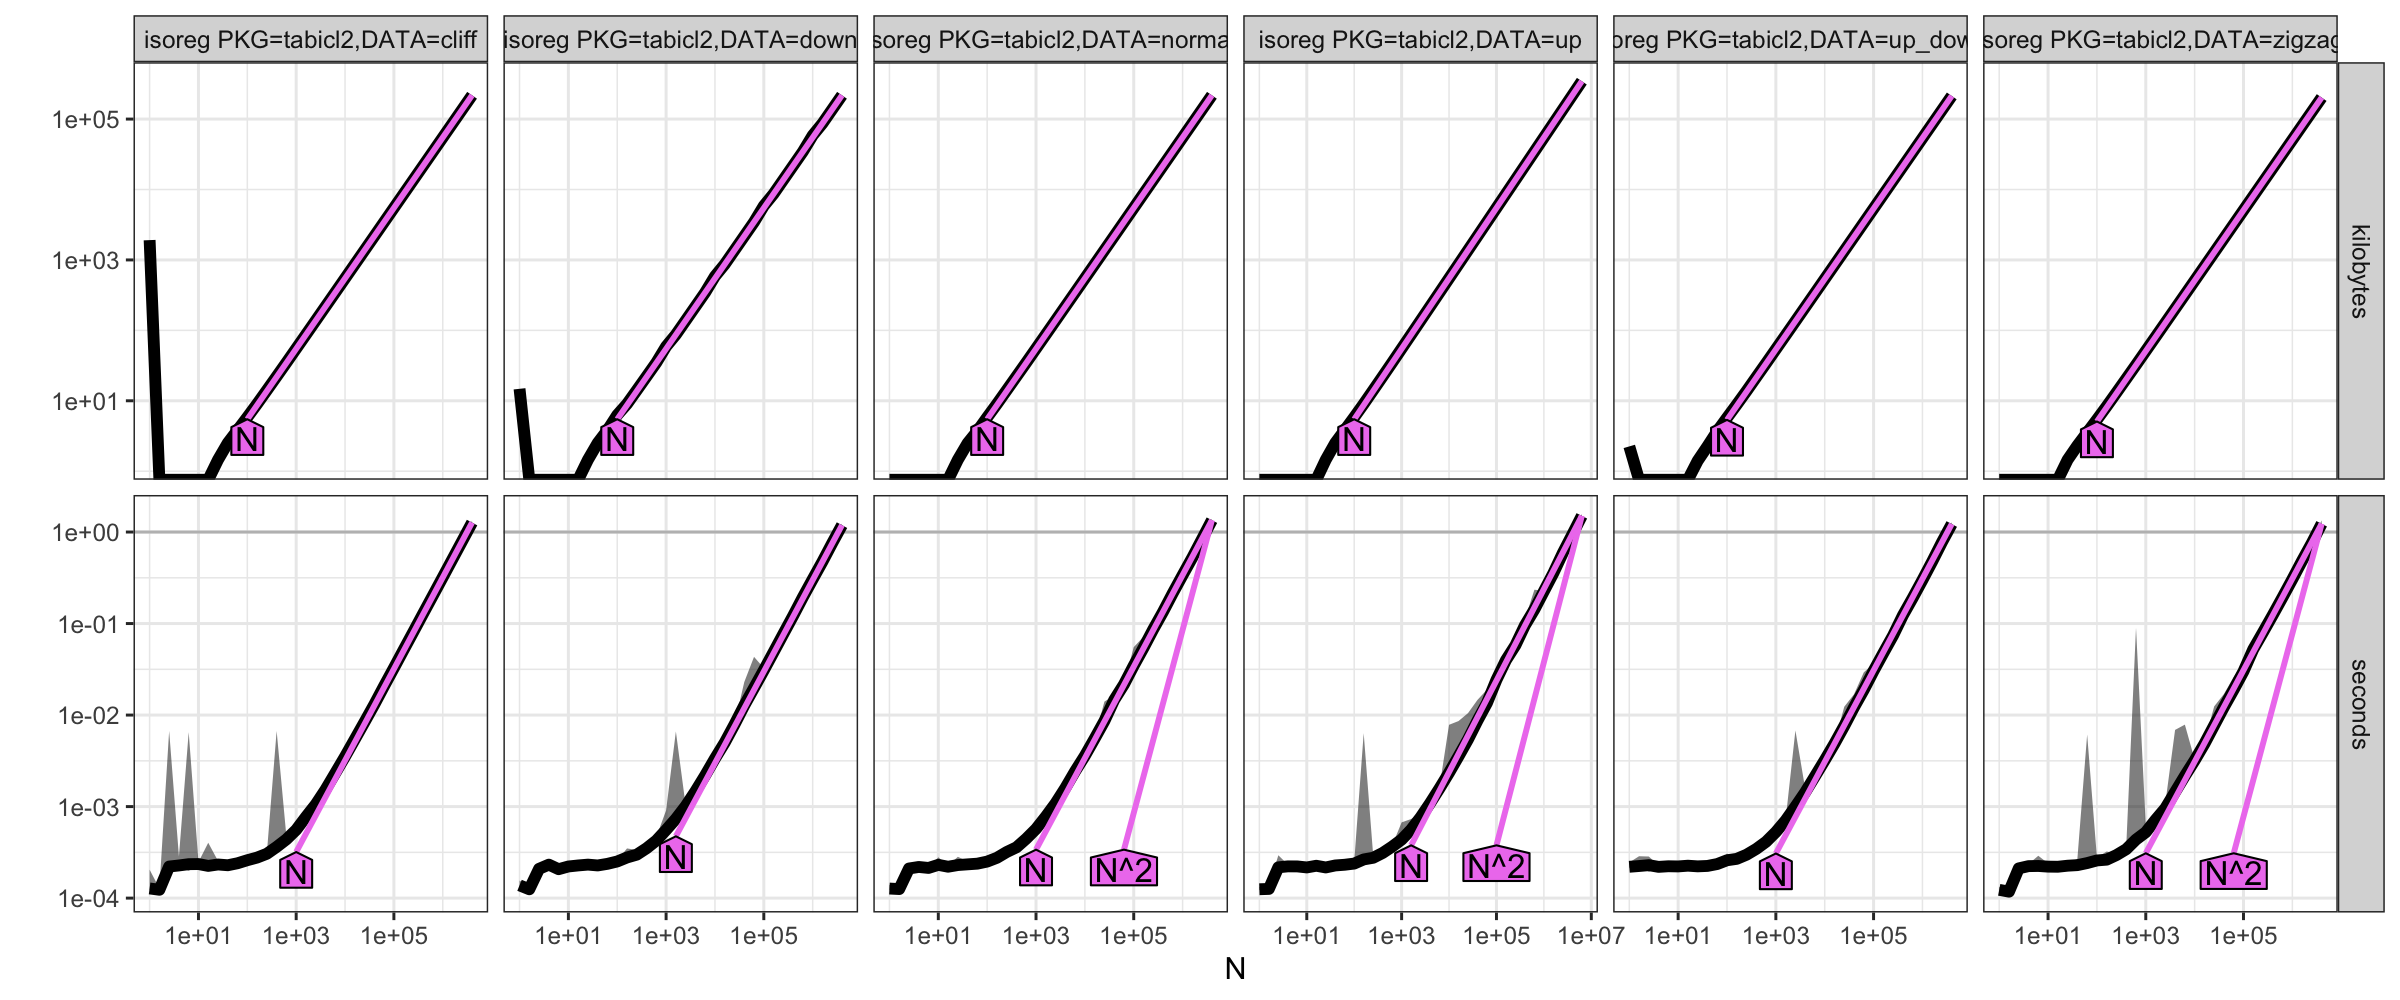 isoreg PKG=tabicl2,DATA=cliff
isoreg PKG=tabicl2,DATA=down
soreg PKG=tabicl2,DATA=norma
isoreg PKG=tabicl2,DATA=up
oreg PKG=tabicl2,DATA=up_dow
soreg PKG=tabicl2,DATA=zigzag
1e+05
1e+03
1e+01
N
N
N
N
N
N
kilobytes
1e+00
1e-01
1e-02
1e-03
1e-04
N
N
N
N^2
N
N^2
N
N
N^2
seconds
1e+01 1e+03 1e+05
1e+01 1e+03 1e+05
1e+01 1e+03 1e+05
1e+01 1e+03 1e+05 1e+07
1e+01 1e+03 1e+05
1e+01 1e+03 1e+05
N